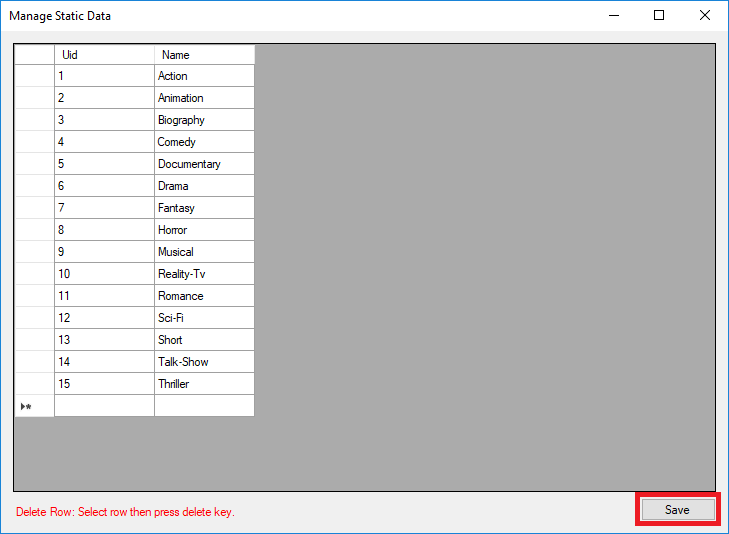 Manage Static Data
Uid Name
1 Action
2 Animation
3 Biography
4 Comedy
5 Documentary
6 Drama
7 Fantasy
8 Horror
9 Musical
10 Reality-Tv
11 Romance
12 Sci-Fi
13 Short
14 Talk-Show
15 Thriller
Delete Row: Select row then press delete key.
Save